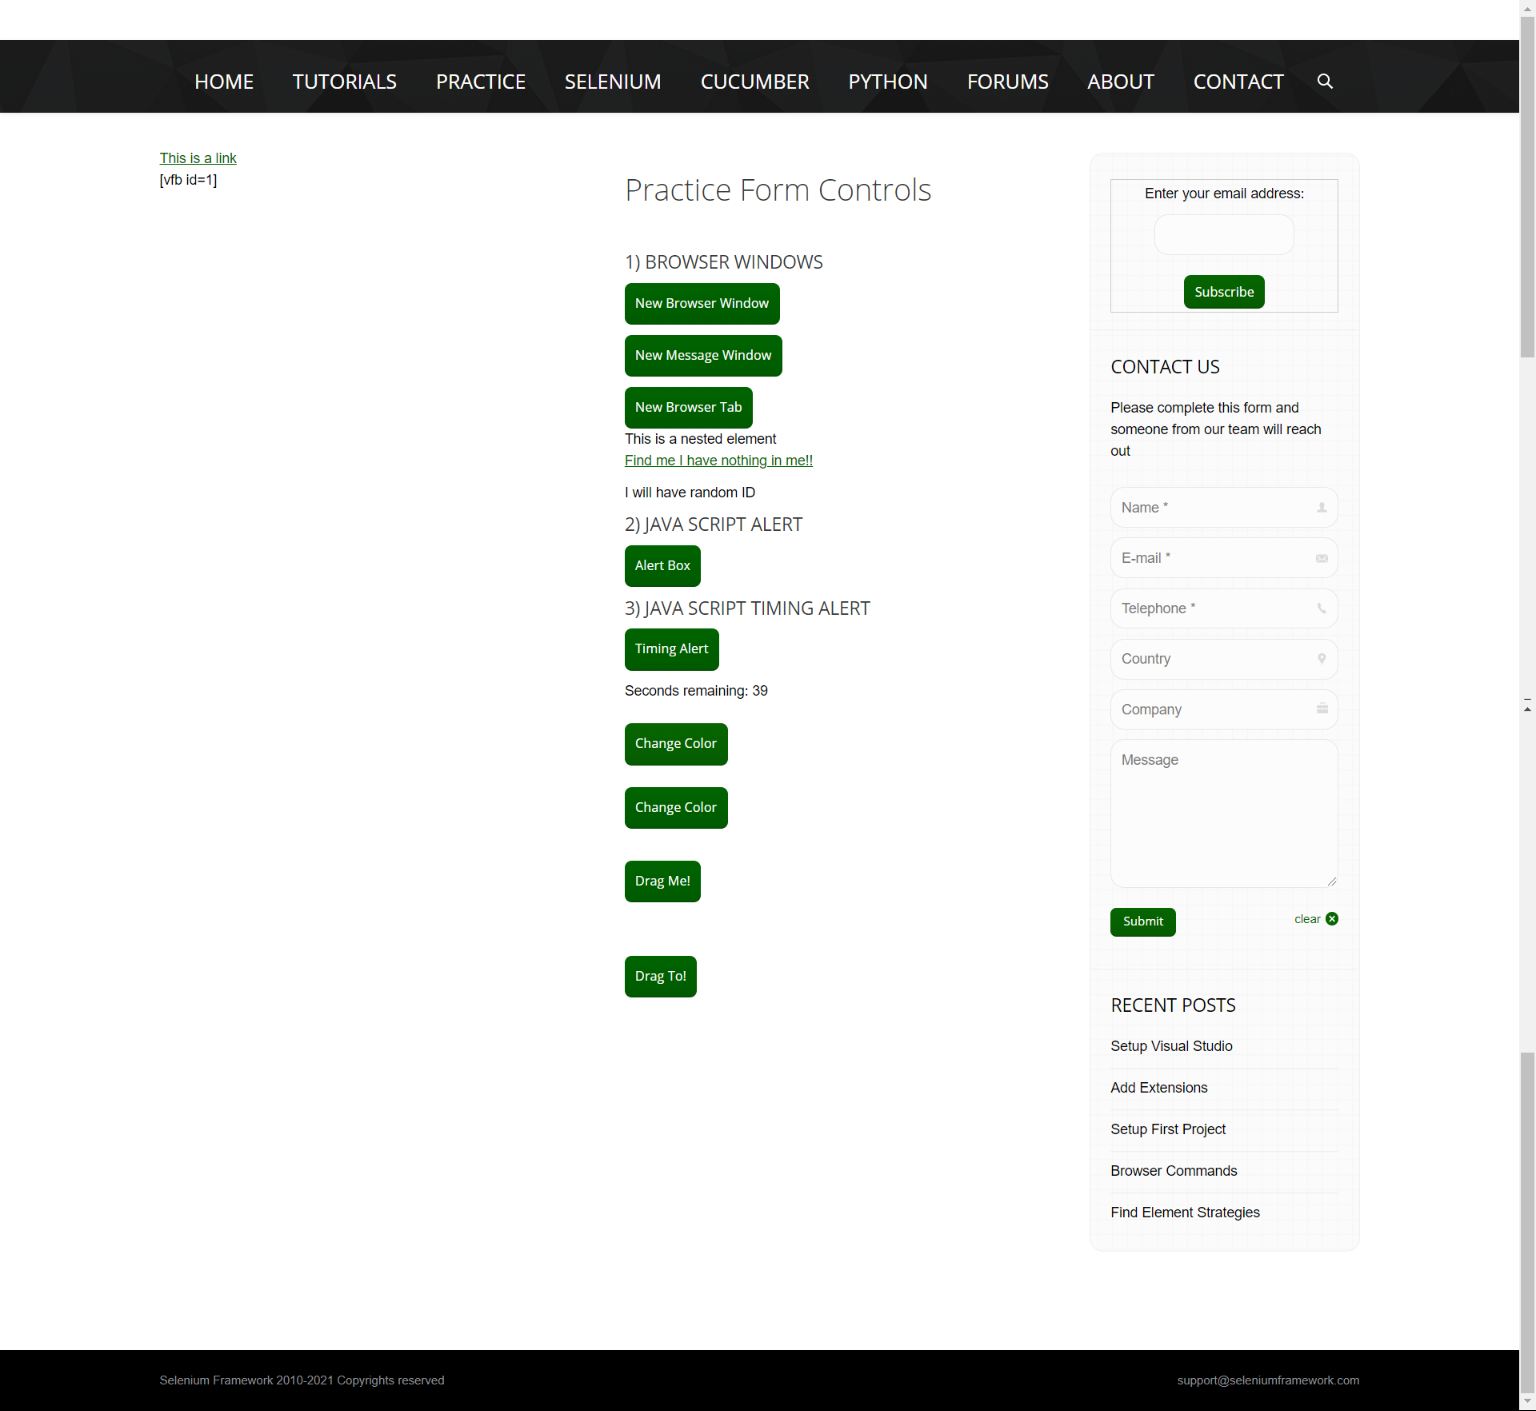 HOME TUTORIALS PRACTICE SELENIUM CUCUMBER PYTHON FORUMS ABOUT CONTACT
This is a link
[vfb id=1]
Practice Form Controls
1) BROWSER WINDOWS
New Browser Window
New Message Window
New Browser Tab
This is a nested element
Find me I have nothing in me!!
I will have random ID
2) JAVA SCRIPT ALERT
Alert Box
3) JAVA SCRIPT TIMING ALERT
Timing Alert
Seconds remaining: 39
Change Color
Change Color
Drag Me!
Drag To!
Enter your email address:
Subscribe
CONTACT US
Please complete this form and
someone from our team will reach
out
Name *
E-mail *
Telephone *
Country
Company
Message
Submit clear
RECENT POSTS
Setup Visual Studio
Add Extensions
Setup First Project
Browser Commands
Find Element Strategies
Selenium Framework 2010-2021 Copyrights reserved
support@seleniumframework.com